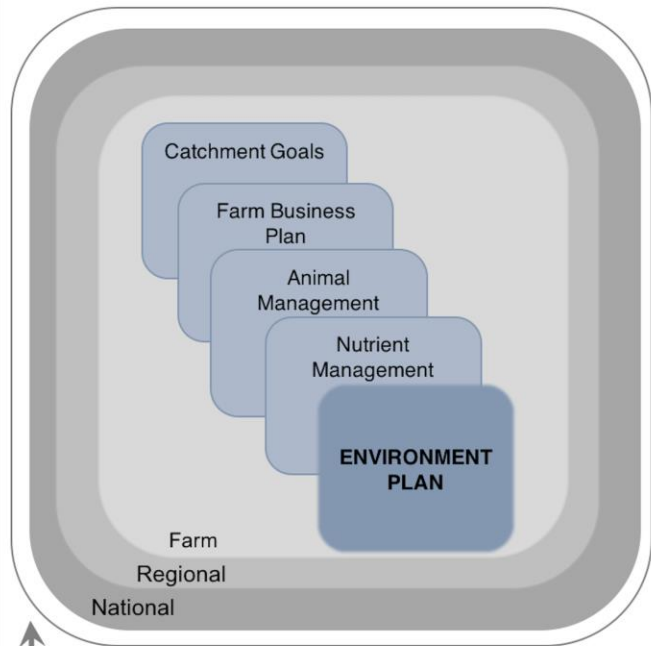 Catchment Goals
Farm Business
Plan
Animal
Management
Nutrient
Management
ENVIRONMENT
PLAN
Farm
Regional
National